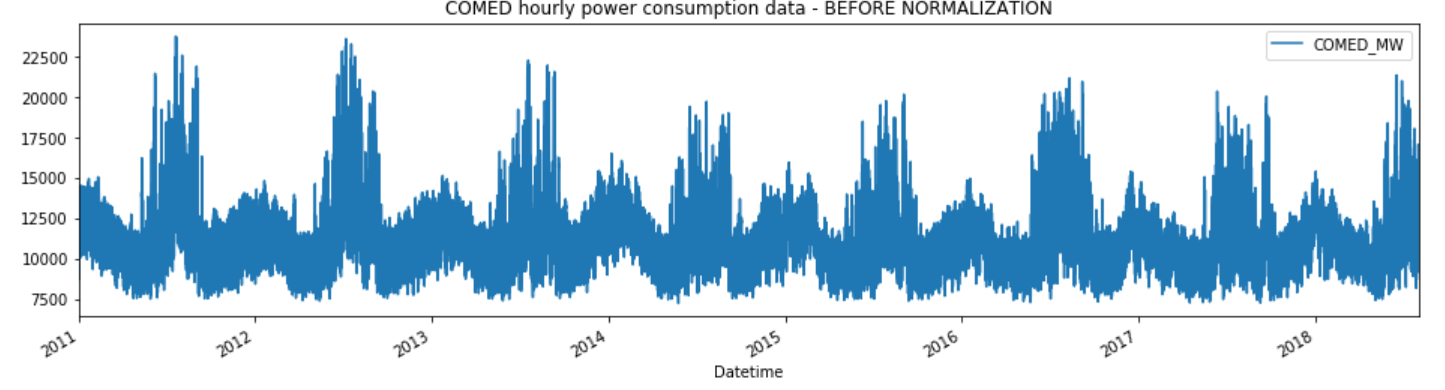 COMED hourly power consumption data - BEFORE NORMALIZATION
COMED_MW
22500
20000
17500
15000
12500
10000
7500
2011 2012 2013 2014 2015 2016 2017 2018
Datetime